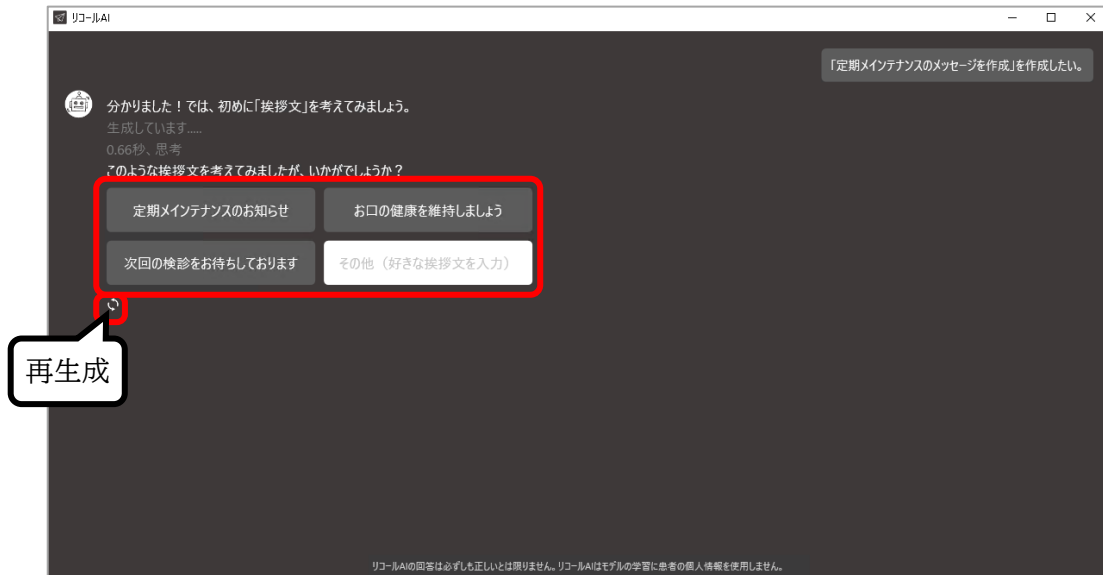 リコールAI
「定期メインテナンスのメッセージを作成」を作成したい。
分かりました！では、初めに「挨拶文」を考えてみましょう。
生成しています.....
0.66秒、思考
このような挨拶文を考えてみましたが、いかがでしょうか？
定期メインテナンスのお知らせ
お口の健康を維持しましょう
次回の検診をお待ちしております
その他（好きな挨拶文を入力）
再生成
リコールAIの回答は必ずしも正しいとは限りません。リコールAIはモデルの学習に患者の個人情報を使用しません。